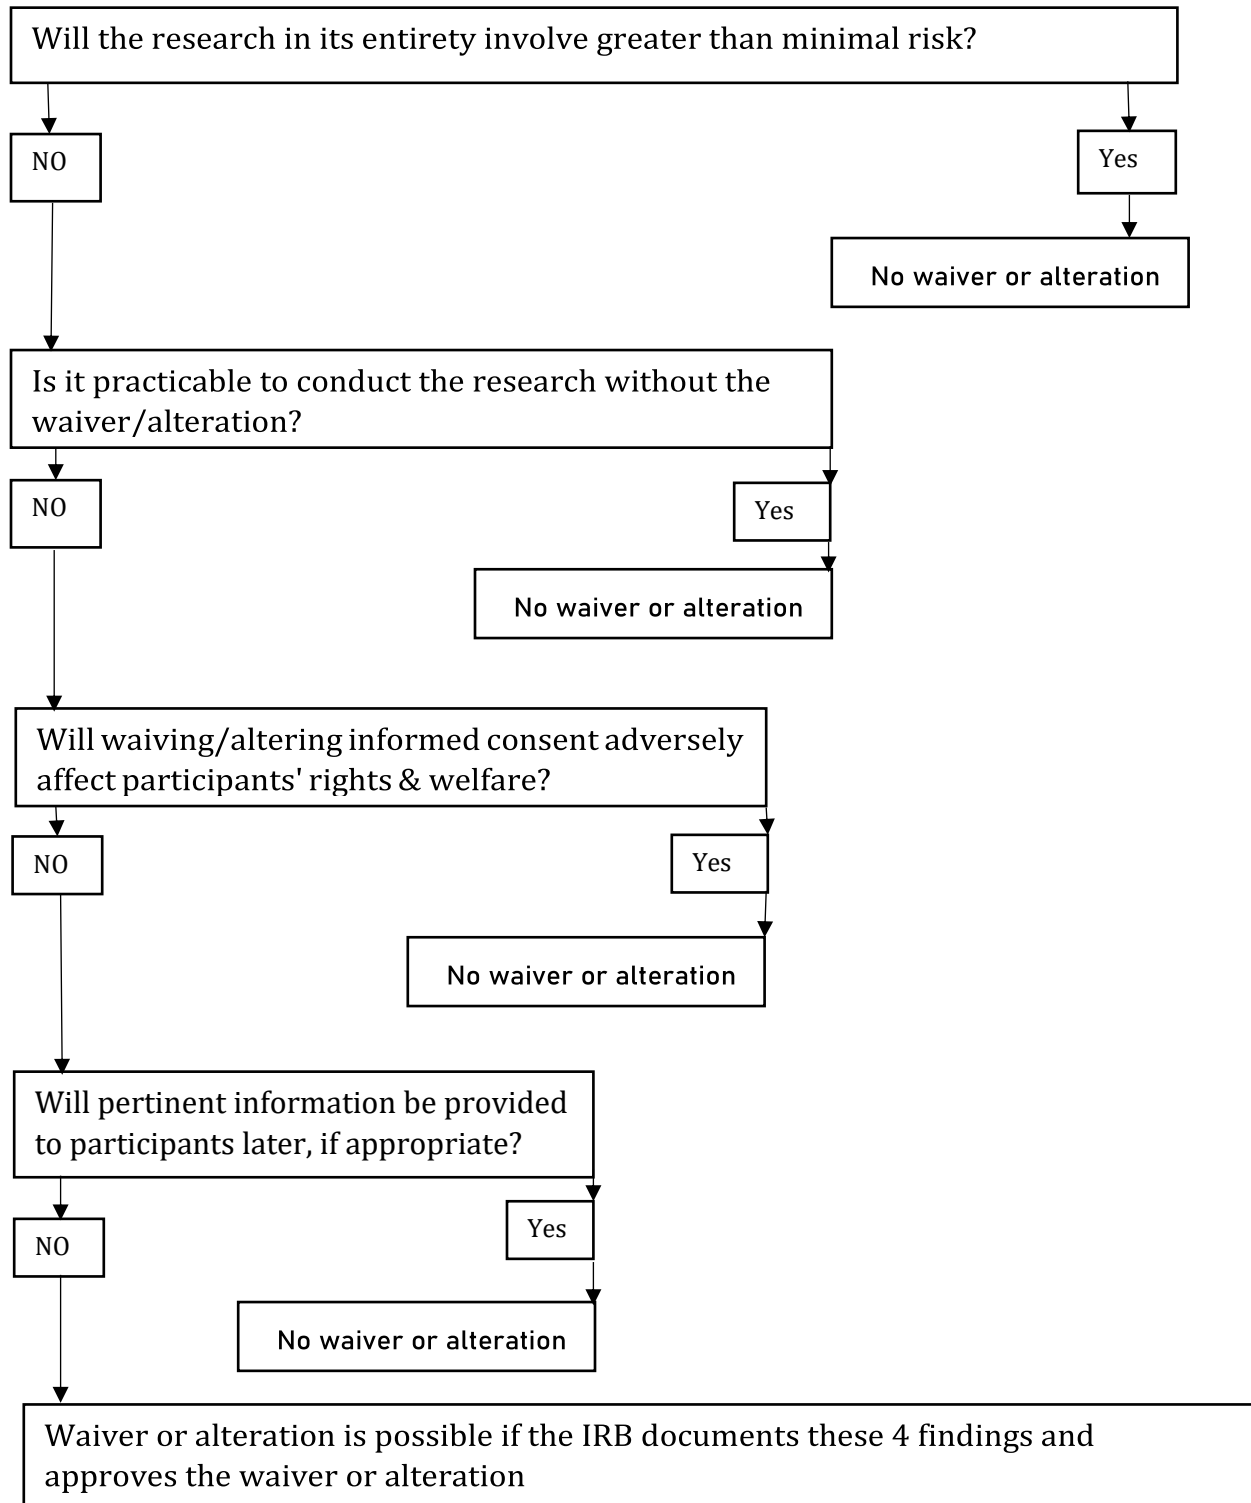 Will the research in its entirety involve greater than minimal risk?
NO
Yes
No waiver or alteration
Is it practicable to conduct the research without the
waiver/alteration?
NO
Yes
No waiver or alteration
Will waiving/altering informed consent adversely
affect participants' rights & welfare?
NO
Yes
No waiver or alteration
Will pertinent information be provided
to participants later, if appropriate?
NO
Yes
No waiver or alteration
Waiver or alteration is possible if the IRB documents these 4 findings and
approves the waiver or alteration